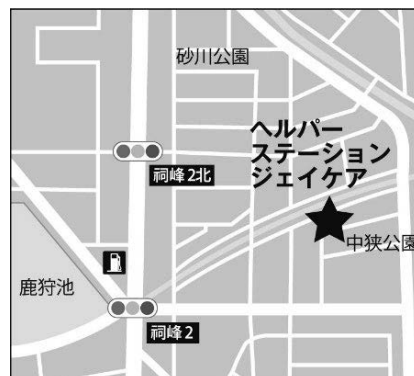 砂川公園
ヘルパー
ステーション
ジェイケア
祠峰2北
中狭公園
鹿狩池
祠峰2